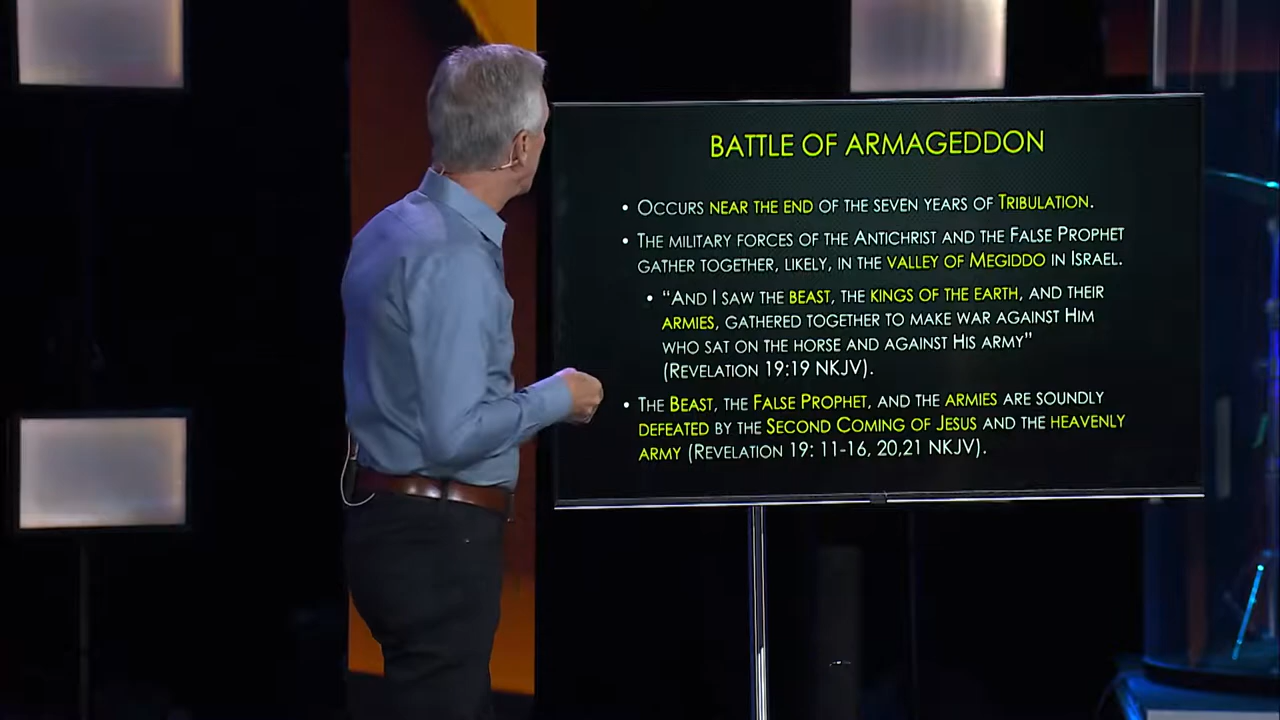 BATTLE OF ARMAGEDDON
• OCCURS NEAR THE END OF THE SEVEN YEARS OF TRIBULATION.
• THE MILITARY FORCES OF THE ANTICHRIST AND THE FALSE PROPHET
GATHER TOGETHER, LIKELY, IN THE VALLEY OF MEGIDDO IN ISRAEL.
• “AND I SAW THE BEAST, THE KINGS OF THE EARTH, AND THEIR
ARMIES, GATHERED TOGETHER TO MAKE WAR AGAINST HIM
WHO SAT ON THE HORSE AND AGAINST HIS ARMY”
(REVELATION 19:19 NKJV).
• THE BEAST, THE FALSE PROPHET, AND THE ARMIES ARE SOUNDLY
DEFEATED BY THE SECOND COMING OF JESUS AND THE HEAVENLY
ARMY (REVELATION 19: 11-16, 20,21 NKJV).